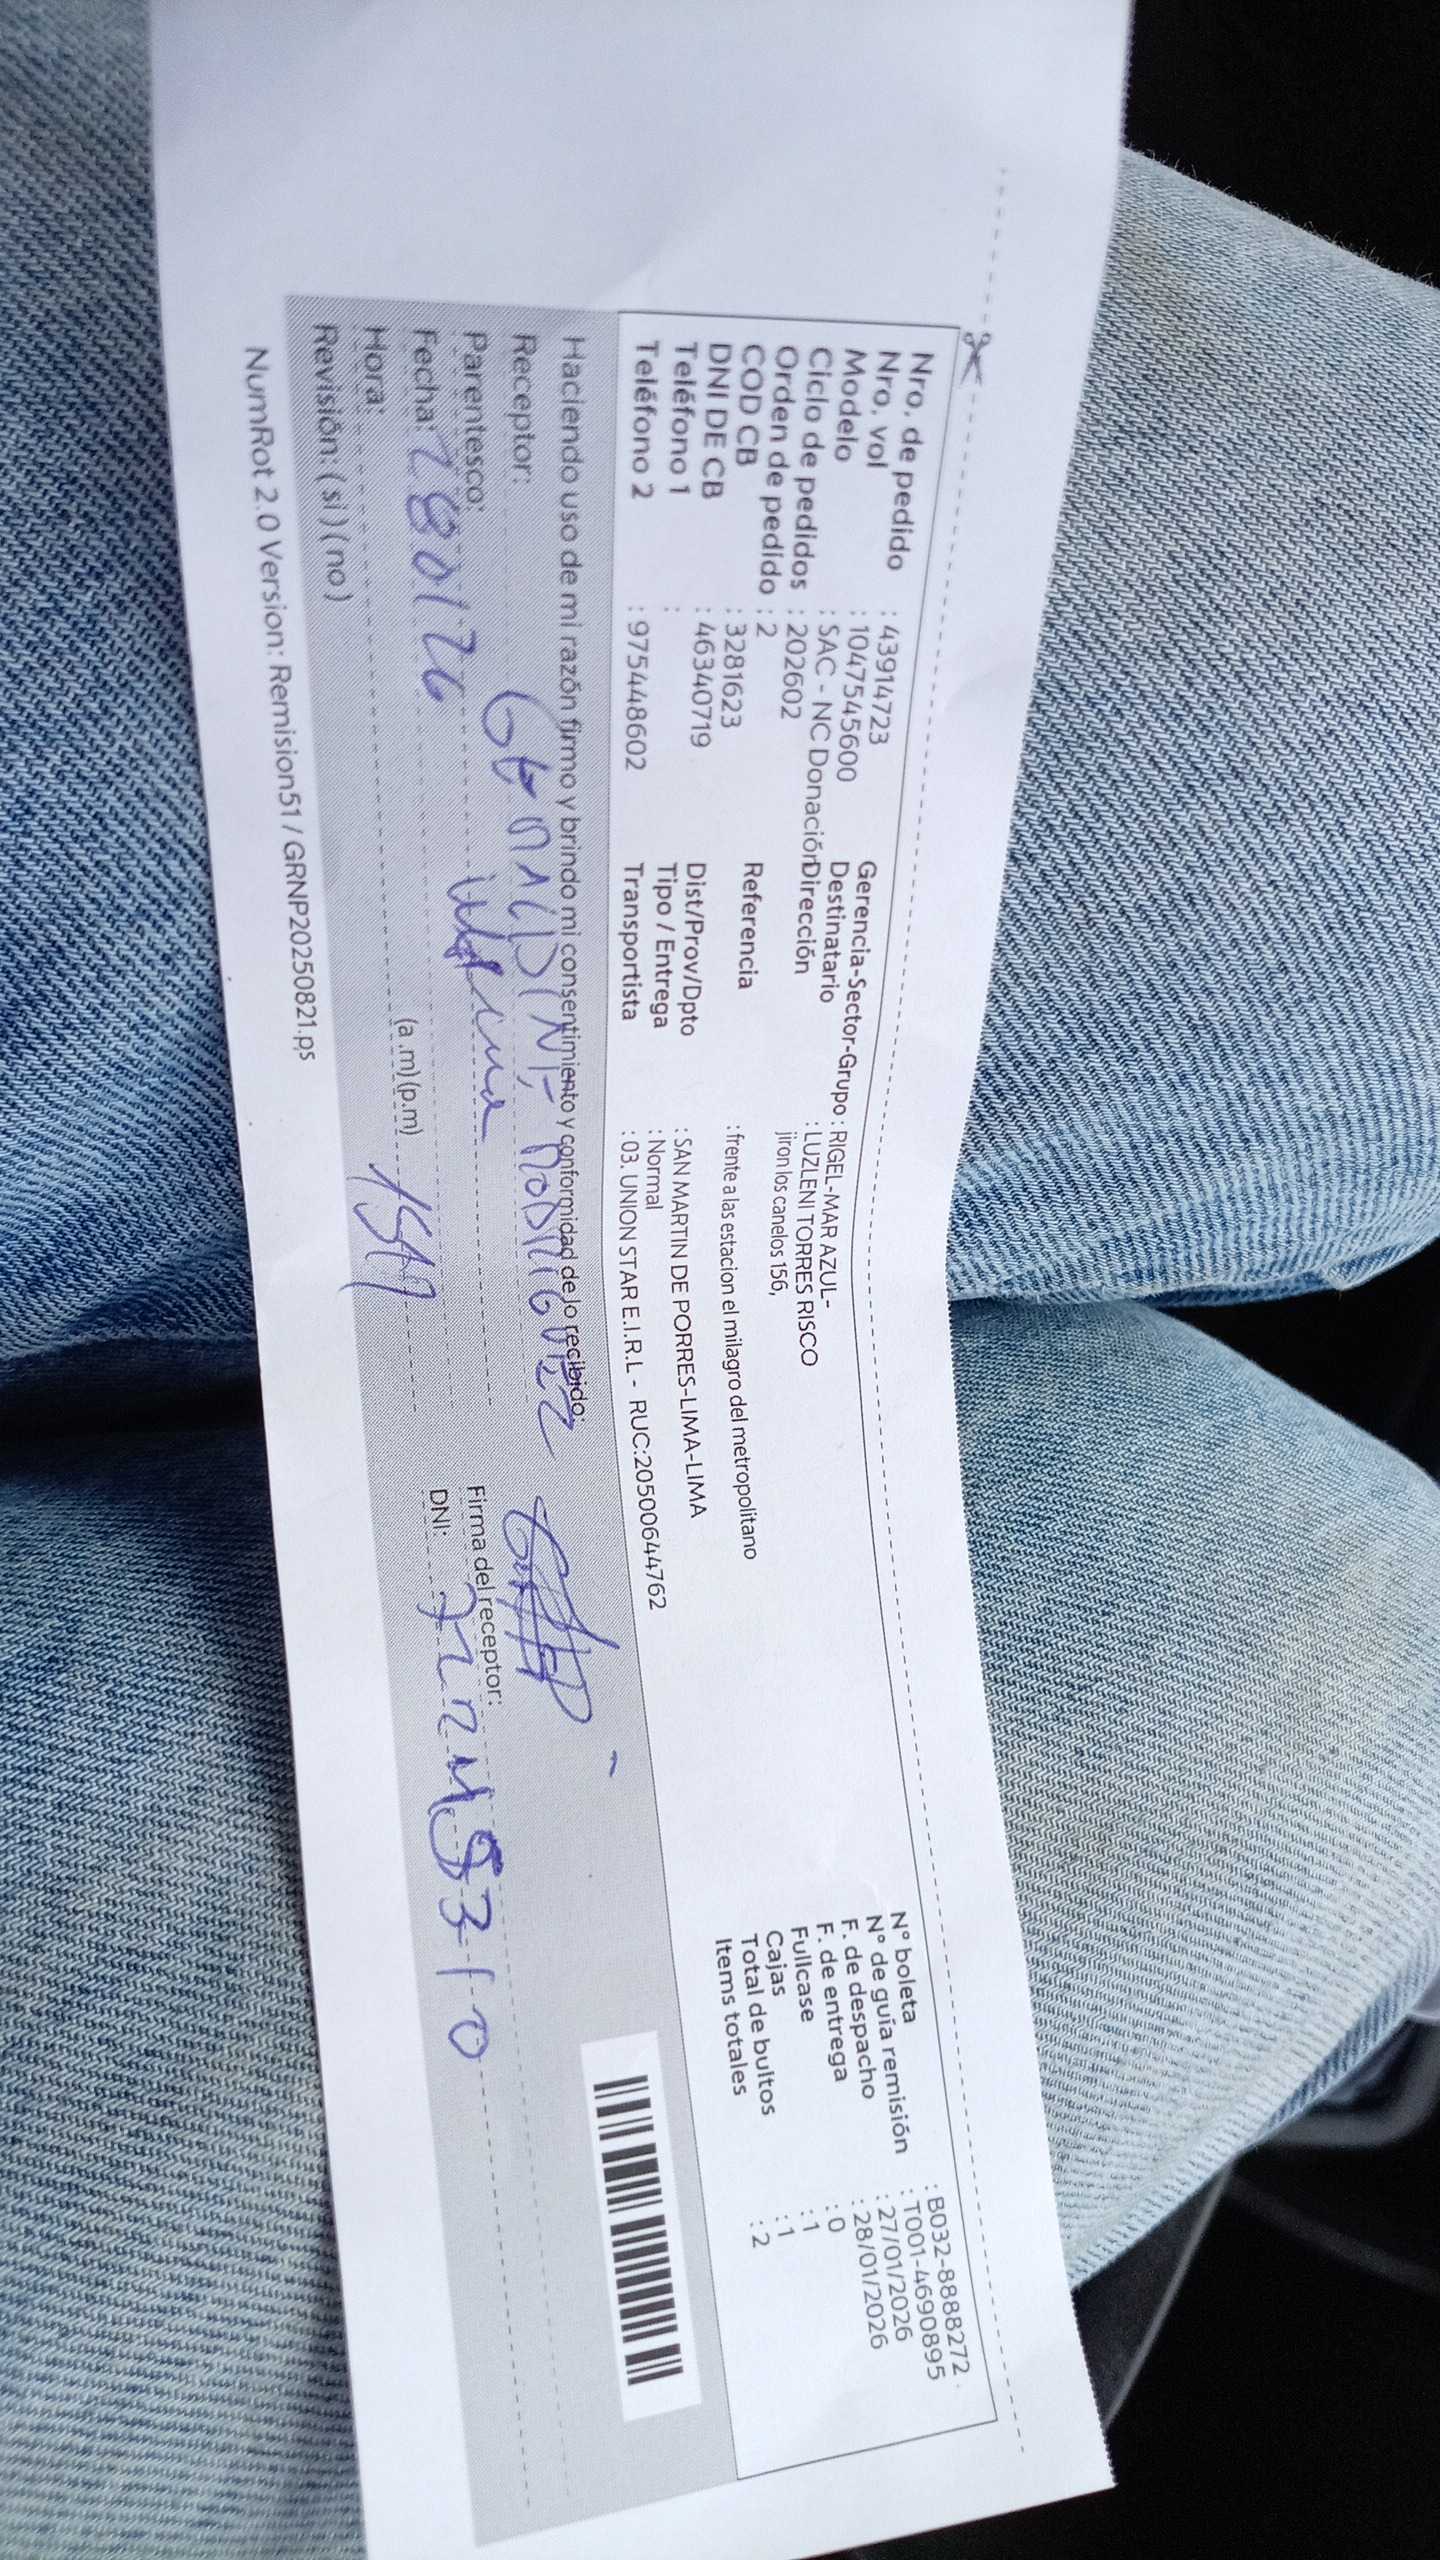 Nro. de pedido : 43914723
Nro. vol : 1047545600
Modelo : SAC - NC Donación
Ciclo de pedidos : 202602
Orden de pedido : 2
COD CB : 3281623
DNI DE CB : 46340719
Teléfono 1 :
Teléfono 2 : 975448602
Gerencia-Sector-Grupo : RIGEL-MAR AZUL-
Destinatario : LUZLENI TORRES RISCO
Dirección jiron los canelos 156,
Referencia : frente a las estacion el milagro del metropolitano
Dist/Prov/Dpto : SAN MARTIN DE PORRES-LIMA-LIMA
Tipo / Entrega : Normal
Transportista : 03. UNION STAR E.I.R.L - RUC:20500644762
N° boleta : B032-8888272
N° de guía remisión : T001-4690895
F. de despacho : 27/01/2026
F. de entrega : 28/01/2026
Fullcase : 0
Cajas : 1
Total de bultos : 1
Items totales : 2
Haciendo uso de mi razón firmo y brindo mi consentimiento y conformidad de lo recibido:
Receptor:
Parentesco:
Fecha: 280126
Hora: (a .m) (p.m)
Revisión: ( si ) ( no )
Firma del receptor:
DNI:
NumRot 2.0 Version: Remision51 / GRNP20250821.ps